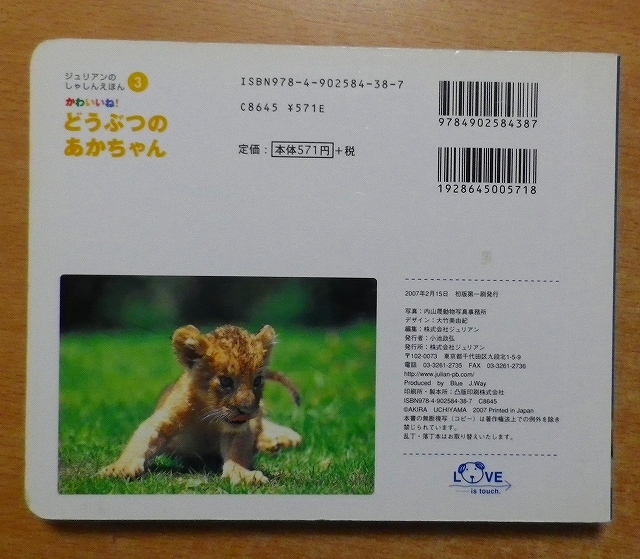 ジュリアンの
しゃしんえほん
3
かわいいね!
どうぶつの
あかちゃん
ISBN978-4-902584-38-7
C8645 ¥571E
定価:本体571円+税
9784902584387
1928645005718
2007年2月15日 初版第一刷発行
写真:内山晟動物写真事務所
デザイン:大竹美由紀
編集:株式会社ジュリアン
発行者:小池政弘
発行所:株式会社ジュリアン
〒102-0073 東京都千代田区九段北1-5-9
電話 03-3261-2735 FAX 03-3261-2736
http://www.julian-pb.com/
Produced by Blue J.Way
印刷所・製本所:凸版印刷株式会社
ISBN978-4-902584-38-7 C8645
©AKIRA UCHIYAMA 2007 Printed in Japan
本書の無断複写(コピー)は著作権法上での例外を除き
禁じられています。
乱丁・落丁本はお取り替えいたします。
LOVE
is touch.